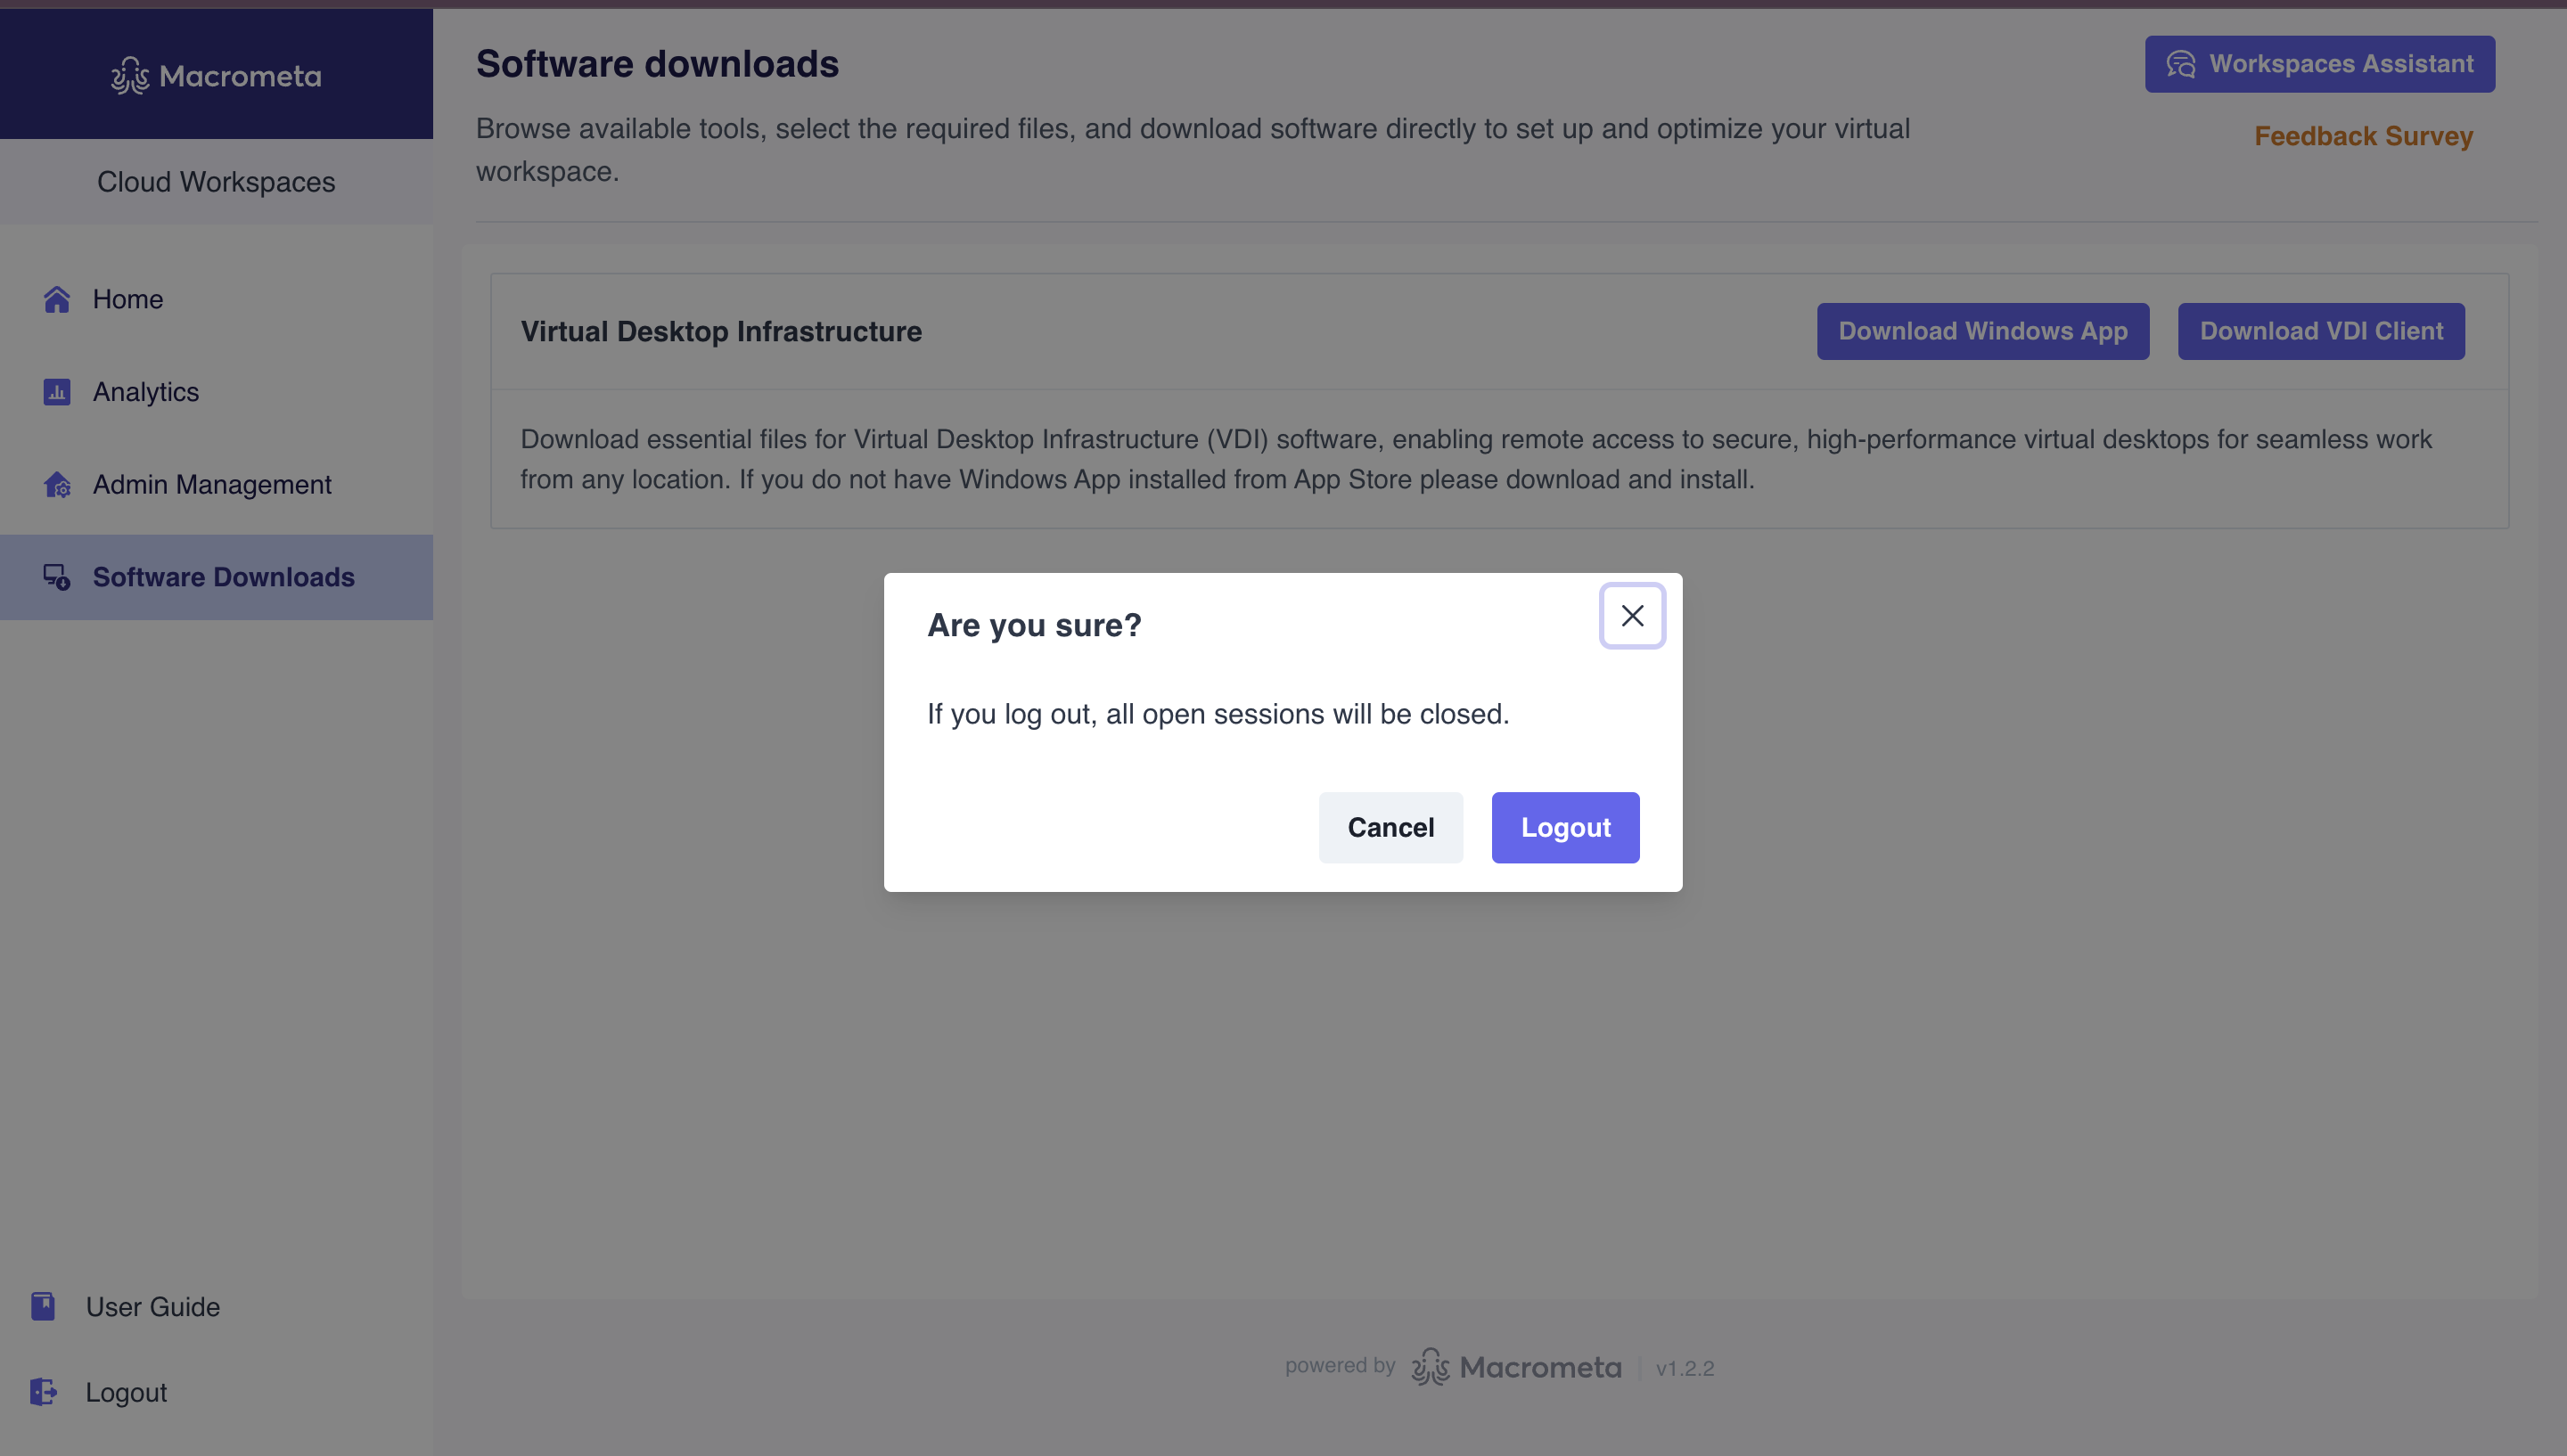 Macrometa
Cloud Workspaces
Home
Analytics
Admin Management
Software Downloads
User Guide
Logout
Software downloads
Browse available tools, select the required files, and download software directly to set up and optimize your virtual
workspace.
Workspaces Assistant
Feedback Survey
Virtual Desktop Infrastructure
Download Windows App
Download VDI Client
Download essential files for Virtual Desktop Infrastructure (VDI) software, enabling remote access to secure, high-performance virtual desktops for seamless work
from any location. If you do not have Windows App installed from App Store please download and install.
Are you sure?
If you log out, all open sessions will be closed.
Cancel
Logout
powered by Macrometa | v1.2.2